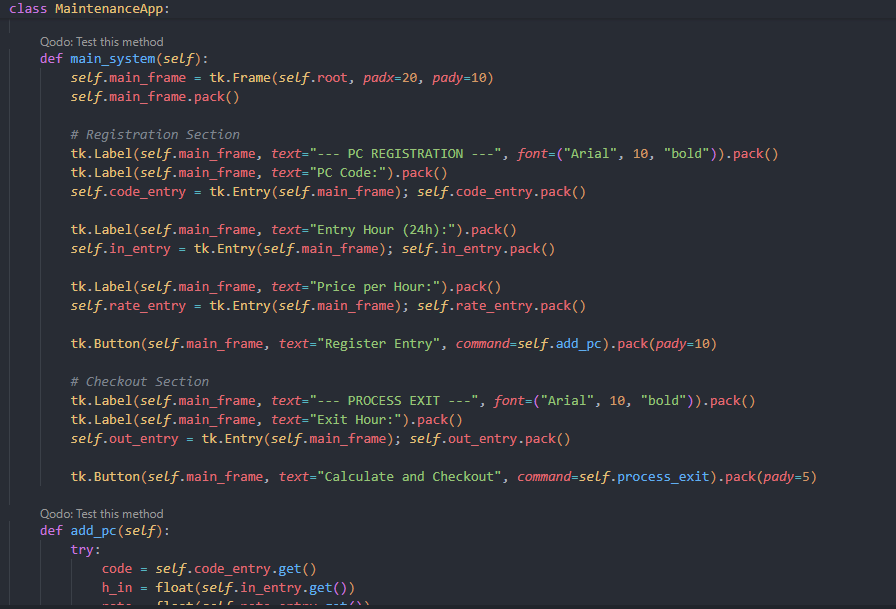 class MaintenanceApp:
Qodo: Test this method
def main_system(self):
self.main_frame = tk.Frame(self.root, padx=20, pady=10)
self.main_frame.pack()
# Registration Section
tk.Label(self.main_frame, text="--- PC REGISTRATION ---", font=("Arial", 10, "bold")).pack()
tk.Label(self.main_frame, text="PC Code:").pack()
self.code_entry = tk.Entry(self.main_frame); self.code_entry.pack()
tk.Label(self.main_frame, text="Entry Hour (24h):").pack()
self.in_entry = tk.Entry(self.main_frame); self.in_entry.pack()
tk.Label(self.main_frame, text="Price per Hour:").pack()
self.rate_entry = tk.Entry(self.main_frame); self.rate_entry.pack()
tk.Button(self.main_frame, text="Register Entry", command=self.add_pc).pack(pady=10)
# Checkout Section
tk.Label(self.main_frame, text="--- PROCESS EXIT ---", font=("Arial", 10, "bold")).pack()
tk.Label(self.main_frame, text="Exit Hour:").pack()
self.out_entry = tk.Entry(self.main_frame); self.out_entry.pack()
tk.Button(self.main_frame, text="Calculate and Checkout", command=self.process_exit).pack(pady=5)
Qodo: Test this method
def add_pc(self):
try:
code = self.code_entry.get()
h_in = float(self.in_entry.get())